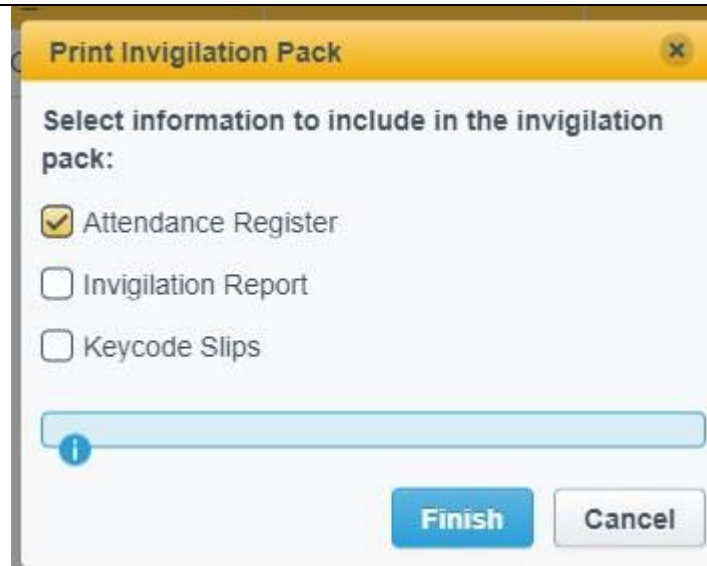 Print Invigilation Pack
Select information to include in the invigilation
pack:
Attendance Register
Invigilation Report
Keycode Slips
Finish Cancel